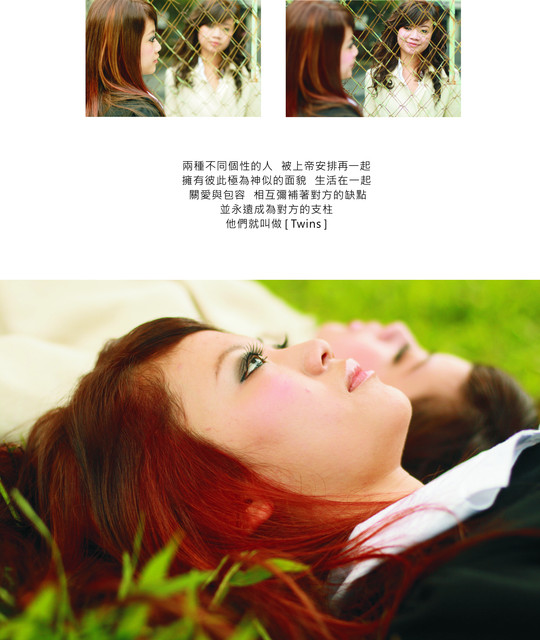 兩種不同個性的人 被上帝安排再一起
擁有彼此極為神似的面貌 生活在一起
關愛與包容 相互彌補著對方的缺點
並永遠成為對方的支柱
他們就叫做 [ Twins ]